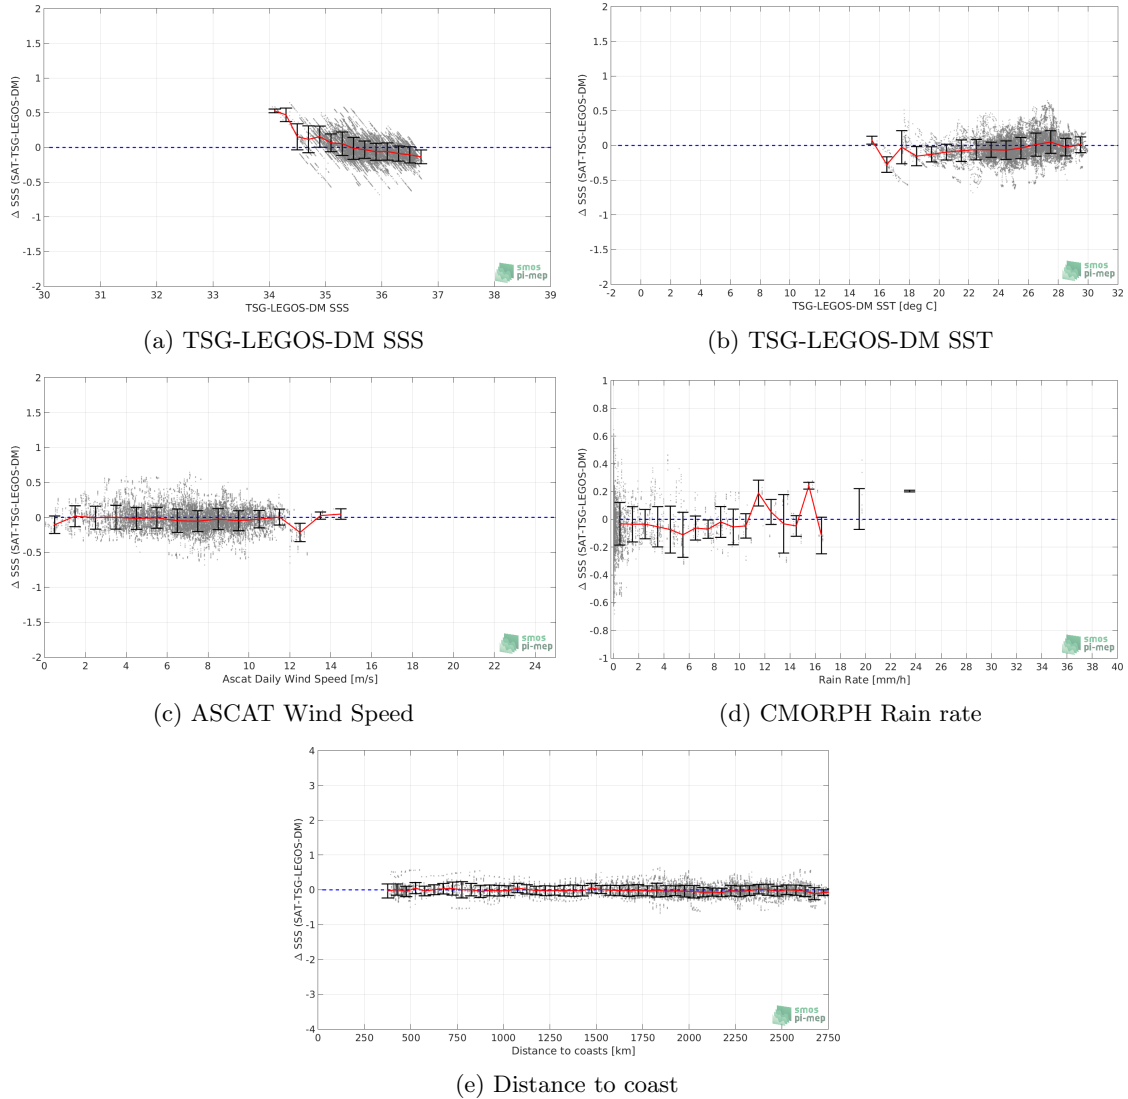 2
1.5
1
0.5
0
-0.5
-1
-1.5
-2
Δ SSS (SAT-TSG-LEGOS-DM)
30 31 32 33 34 35 36 37 38 39
TSG-LEGOS-DM SSS
smos
pi-mep
(a) TSG-LEGOS-DM SSS
2
1.5
1
0.5
0
-0.5
-1
-1.5
-2
Δ SSS (SAT-TSG-LEGOS-DM)
-2 0 2 4 6 8 10 12 14 16 18 20 22 24 26 28 30 32
TSG-LEGOS-DM SST [deg C]
smos
pi-mep
(b) TSG-LEGOS-DM SST
2
1.5
1
0.5
0
-0.5
-1
-1.5
-2
Δ SSS (SAT-TSG-LEGOS-DM)
0 2 4 6 8 10 12 14 16 18 20 22 24
Ascat Daily Wind Speed [m/s]
smos
pi-mep
(c) ASCAT Wind Speed
1
0.8
0.6
0.4
0.2
0
-0.2
-0.4
-0.6
-0.8
-1
Δ SSS (SAT-TSG-LEGOS-DM)
0 2 4 6 8 10 12 14 16 18 20 22 24 26 28 30 32 34 36 38 40
Rain Rate [mm/h]
smos
pi-mep
(d) CMORPH Rain rate
4
3
2
1
0
-1
-2
-3
-4
Δ SSS (SAT-TSG-LEGOS-DM)
0 250 500 750 1000 1250 1500 1750 2000 2250 2500 2750
Distance to coasts [km]
smos
pi-mep
(e) Distance to coast